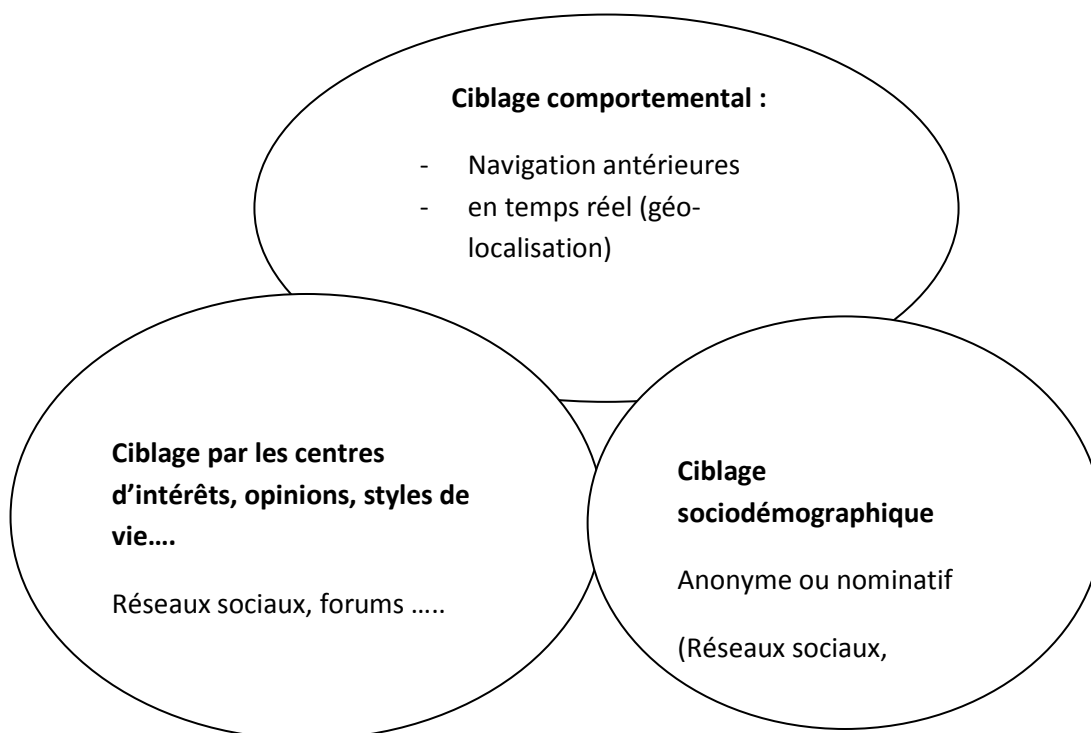 Ciblage comportemental :
- Navigation antérieures
- en temps réel (géo-
localisation)
Ciblage par les centres
d’intérêts, opinions, styles de
vie….
Réseaux sociaux, forums …..
Ciblage
sociodémographique
Anonyme ou nominatif
(Réseaux sociaux,